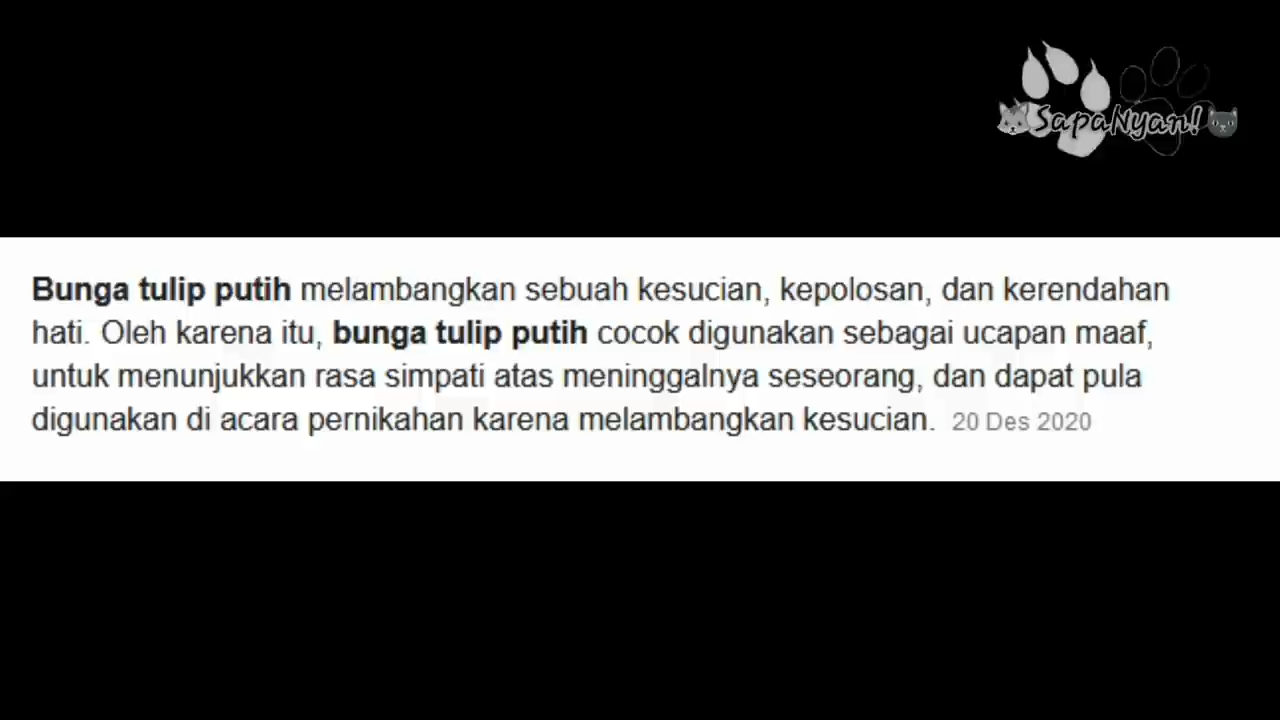 SapaNyan!
Bunga tulip putih melambangkan sebuah kesucian, kepolosan, dan kerendahan
hati. Oleh karena itu, bunga tulip putih cocok digunakan sebagai ucapan maaf,
untuk menunjukkan rasa simpati atas meninggalnya seseorang, dan dapat pula
digunakan di acara pernikahan karena melambangkan kesucian. 20 Des 2020